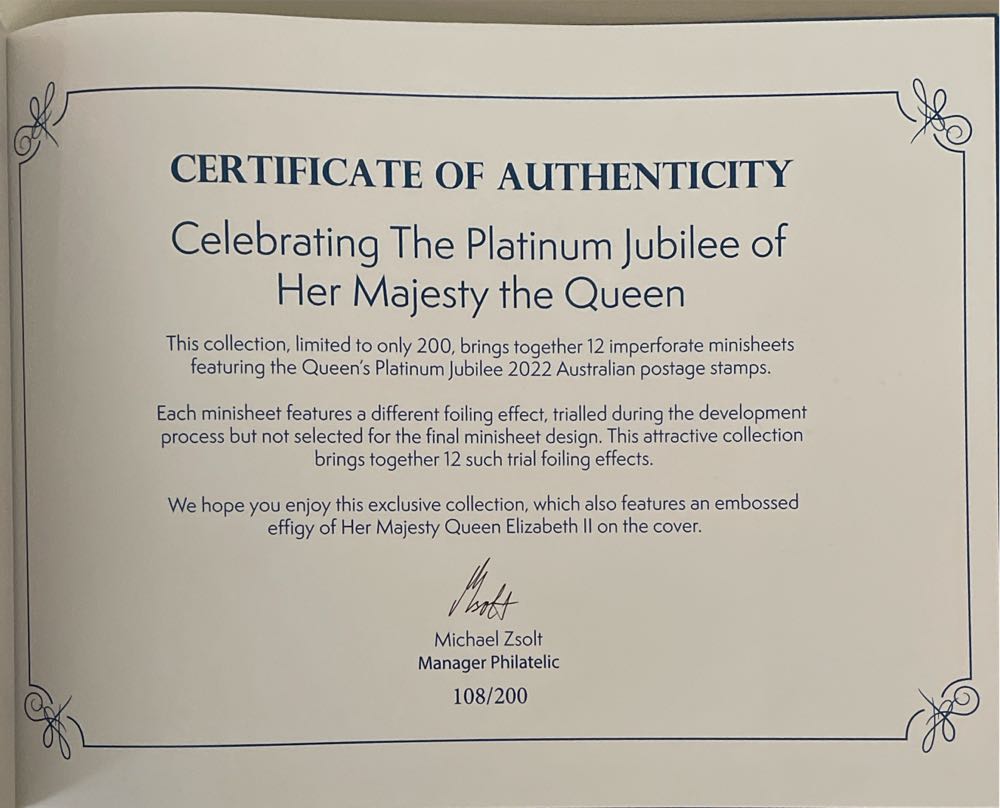 CERTIFICATE OF AUTHENTICITY
Celebrating The Platinum Jubilee of
Her Majesty the Queen
This collection, limited to only 200, brings together 12 imperforate minisheets
featuring the Queen's Platinum Jubilee 2022 Australian postage stamps.
Each minisheet features a different foiling effect, trialled during the development
process but not selected for the final minisheet design. This attractive collection
brings together 12 such trial foiling effects.
We hope you enjoy this exclusive collection, which also features an embossed
effigy of Her Majesty Queen Elizabeth II on the cover.
Michael Zsolt
Manager Philatelic
108/200